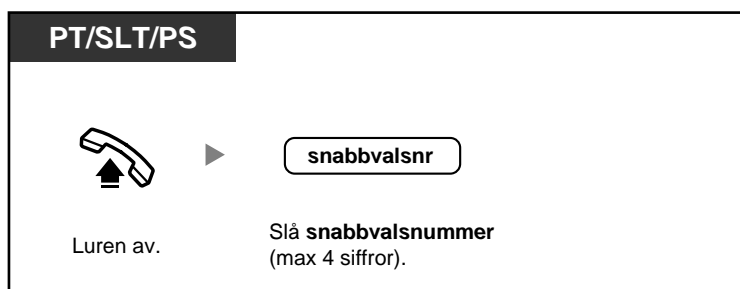 PT/SLT/PS
snabbvalsnr
Luren av.
Slå snabbvalsnummer
(max 4 siffror).